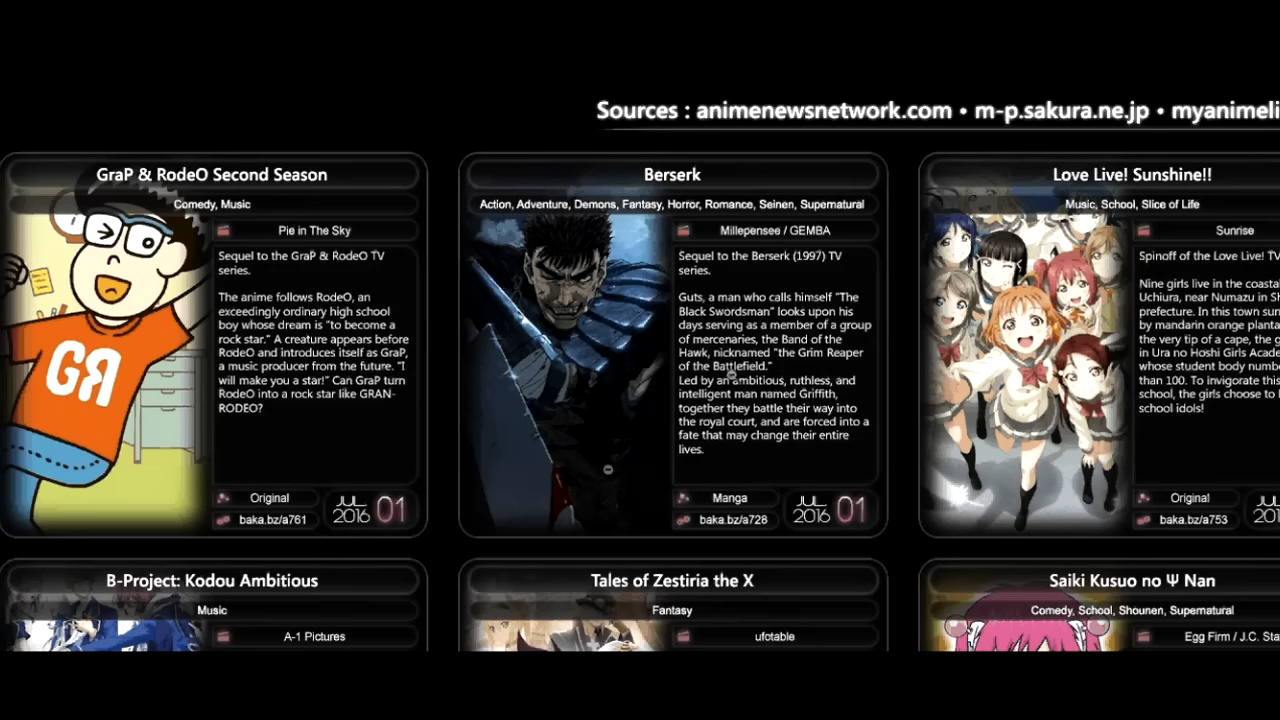 Sources : animenewsnetwork.com • m-p.sakura.ne.jp • myanimeli
GraP & RodeO Second Season
Comedy, Music
Pie in The Sky
Sequel to the GraP & RodeO TV
series.
The anime follows RodeO, an
exceedingly ordinary high school
boy whose dream is "to become a
rock star." A creature appears before
RodeO and introduces itself as GraP,
a music producer from the future. "I
will make you a star!" Can GraP turn
RodeO into a rock star like GRAN-
RODEO?
Original
baka.bz/a761
JUL
2016 01
GR
Berserk
Action, Adventure, Demons, Fantasy, Horror, Romance, Seinen, Supernatural
Millepensee / GEMBA
Sequel to the Berserk (1997) TV
series.
Guts, a man who calls himself "The
Black Swordsman" looks upon his
days serving as a member of a group
of mercenaries, the Band of the
Hawk, nicknamed "the Grim Reaper
of the Battlefield."
Led by an ambitious, ruthless, and
intelligent man named Griffith,
together they battle their way into
the royal court, and are forced into a
fate that may change their entire
lives.
Manga
baka.bz/a728
JUL
2016 01
Love Live! Sunshine!!
Music, School, Slice of Life
Sunrise
Spinoff of the Love Live! TV
Nine girls live in the coasta
Uchiura, near Numazu in Sh
prefecture. In this town sur
by mandarin orange planta
the very tip of a cape, the g
in Ura no Hoshi Girls Acade
whose student body numb
than 100. To invigorate this
school, the girls choose to
school idols!
Original
baka.bz/a753
JU
201
B-Project: Kodou Ambitious
Music
A-1 Pictures
Tales of Zestiria the X
Fantasy
ufotable
Saiki Kusuo no Ψ Nan
Comedy, School, Shounen, Supernatural
Egg Firm / J.C. Sta